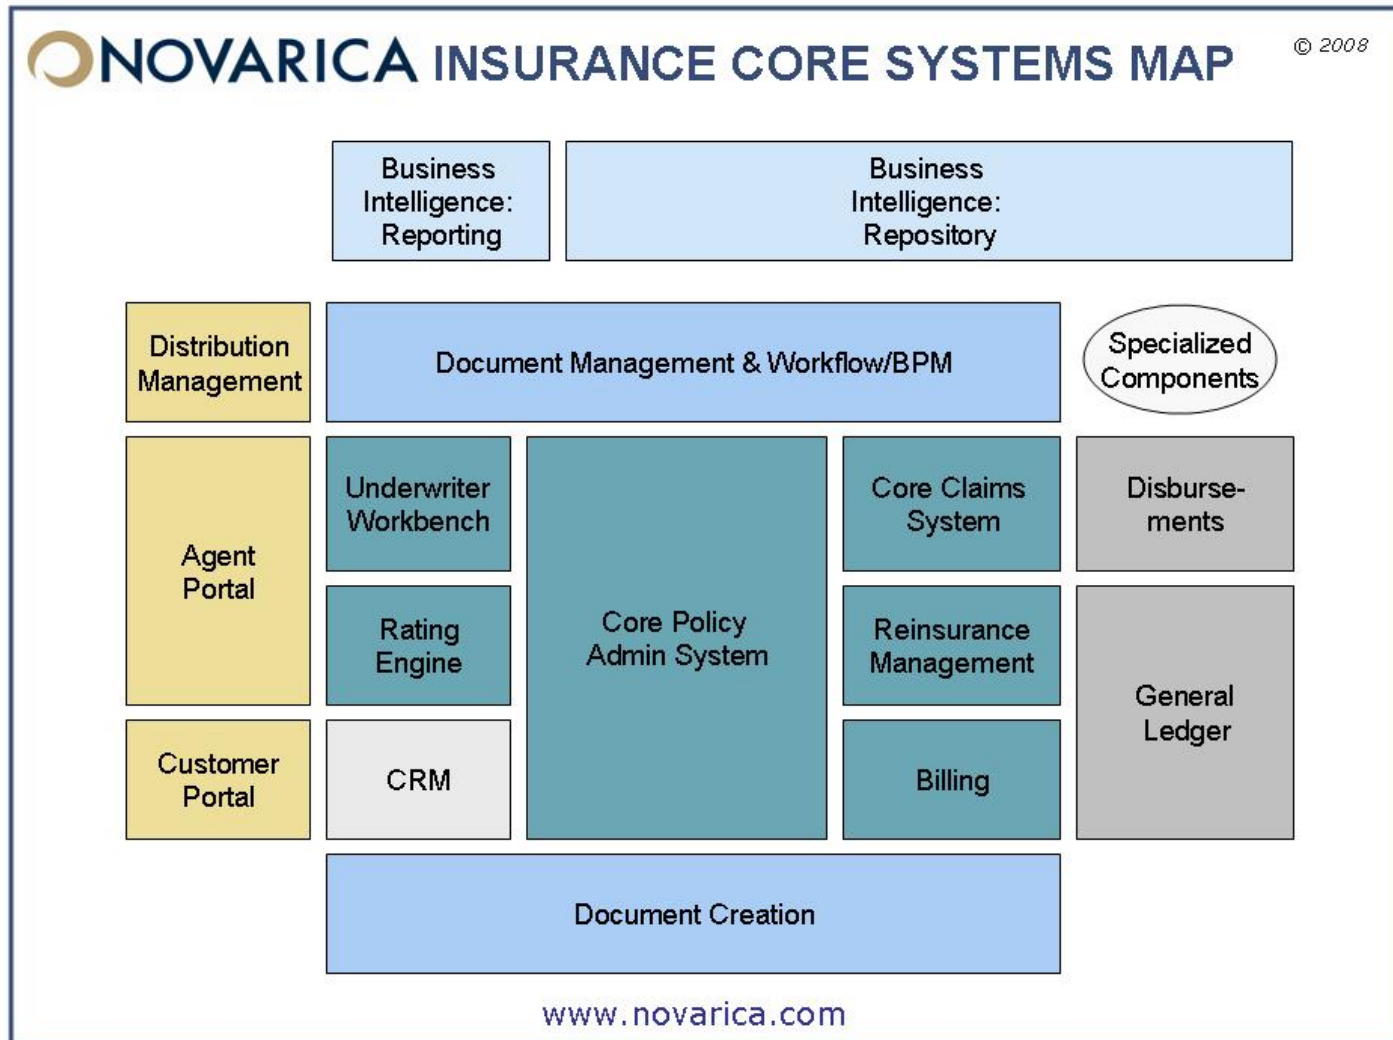 NOVARICA INSURANCE CORE SYSTEMS MAP
© 2008
Business
Intelligence:
Reporting
Business
Intelligence:
Repository
Distribution
Management
Document Management & Workflow/BPM
Specialized
Components
Agent
Portal
Underwriter
Workbench
Core Policy
Admin System
Core Claims
System
Disburse-
ments
Rating
Engine
Reinsurance
Management
General
Ledger
Customer
Portal
CRM
Billing
Document Creation
www.novarica.com